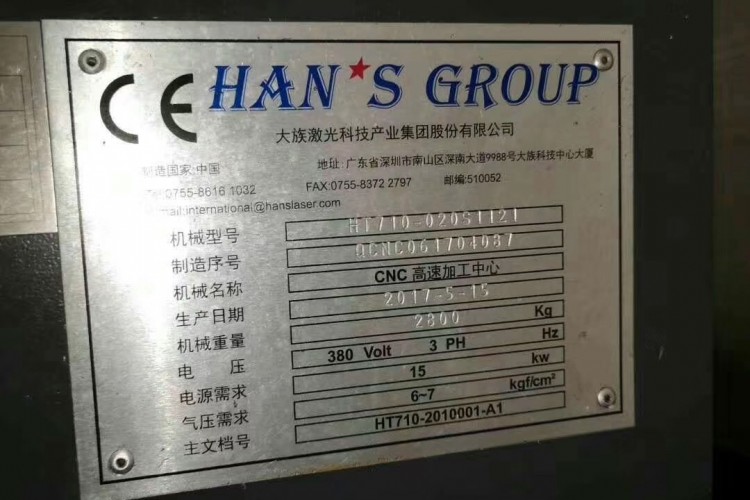 CE HAN★S GROUP
大族激光科技产业集团股份有限公司
制造国家:中国 地址:广东省深圳市南山区深南大道9988号大族科技中心大厦
Tel:0755-8616 1032 FAX:0755-8372 2797 邮编:510052
E-mail:international@hanslaser.com
机械型号 HT710-02051121
制造序号 QCNC061704087
机械名称 CNC 高速加工中心
生产日期 2017-5-15
机械重量 2800 Kg
电 压 380 Volt 3 PH Hz
电源需求 15 kw
气压需求 6~7 kgf/cm²
主文档号 HT710-2010001-A1